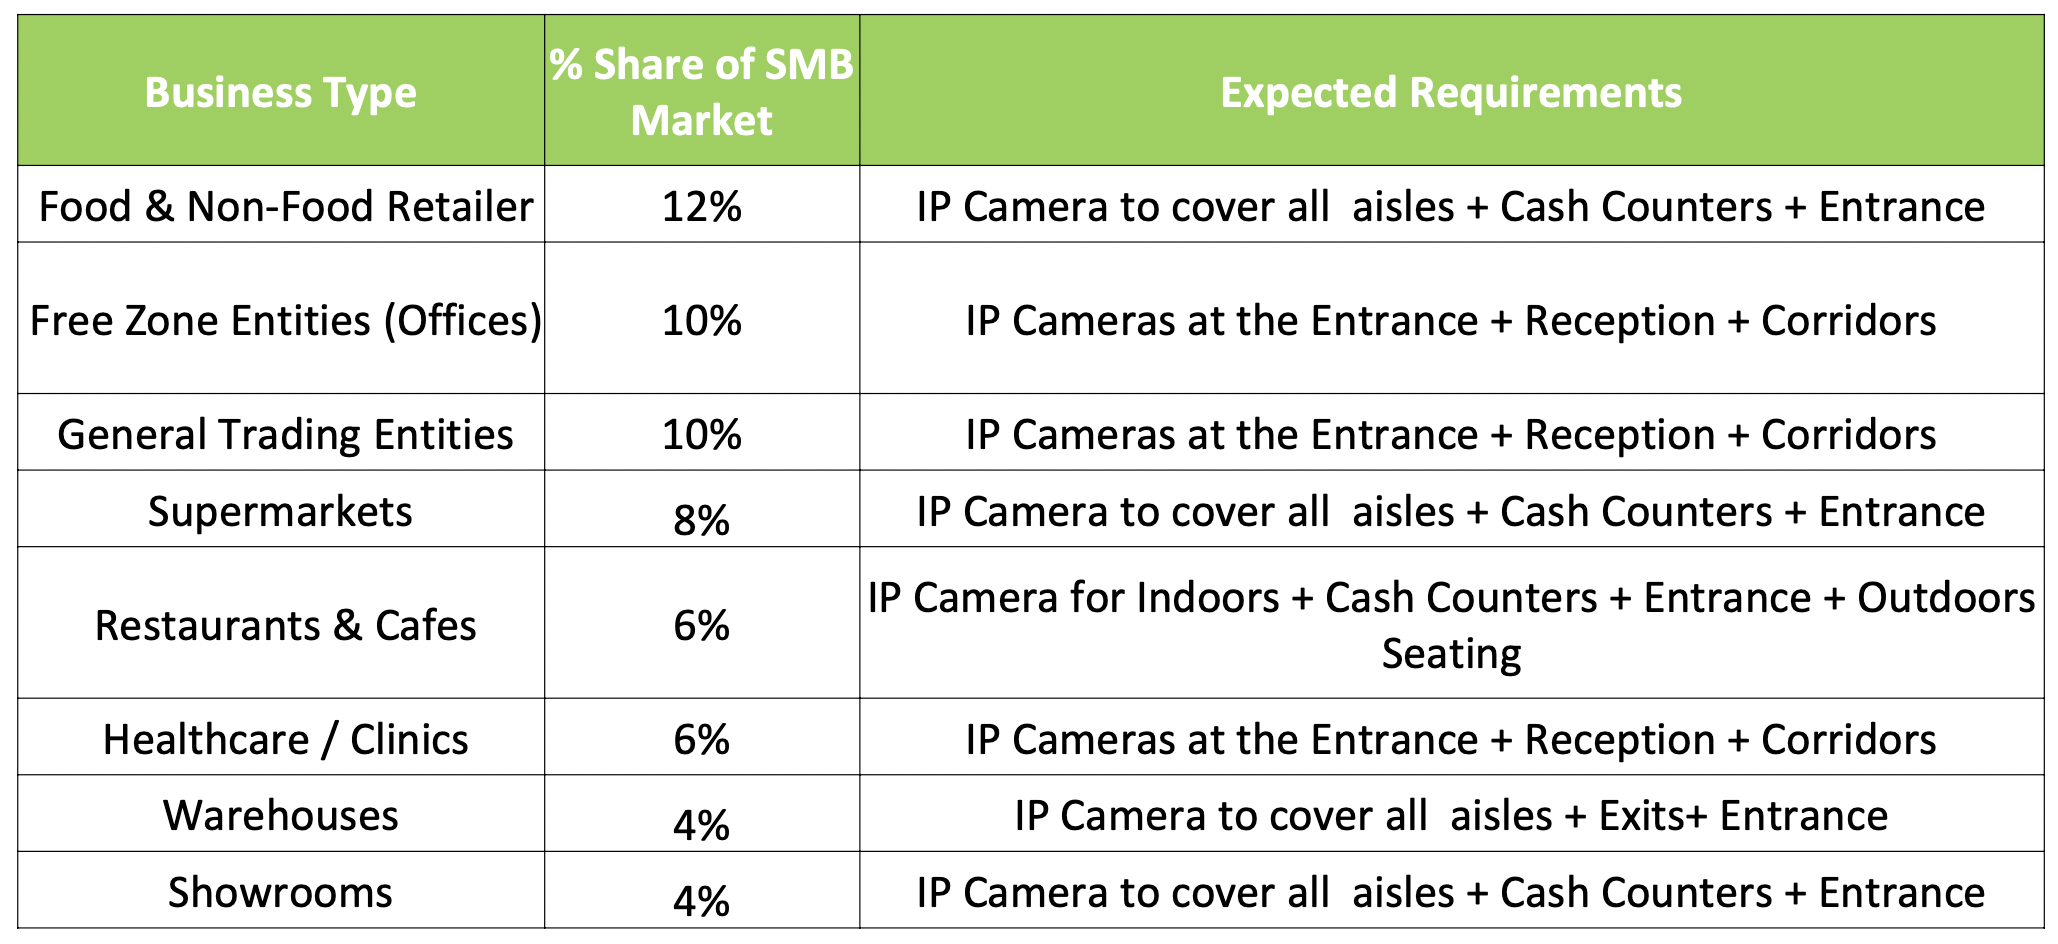 Business Type
% Share of SMB
Market
Expected Requirements
Food & Non-Food Retailer
12%
IP Camera to cover all  aisles + Cash Counters + Entrance
Free Zone Entities (Offices)
10%
IP Cameras at the Entrance + Reception + Corridors
General Trading Entities
10%
IP Cameras at the Entrance + Reception + Corridors
Supermarkets
8%
IP Camera to cover all  aisles + Cash Counters + Entrance
Restaurants & Cafes
6%
IP Camera for Indoors + Cash Counters + Entrance + Outdoors
Seating
Healthcare / Clinics
6%
IP Cameras at the Entrance + Reception + Corridors
Warehouses
4%
IP Camera to cover all  aisles + Exits+ Entrance
Showrooms
4%
IP Camera to cover all  aisles + Cash Counters + Entrance